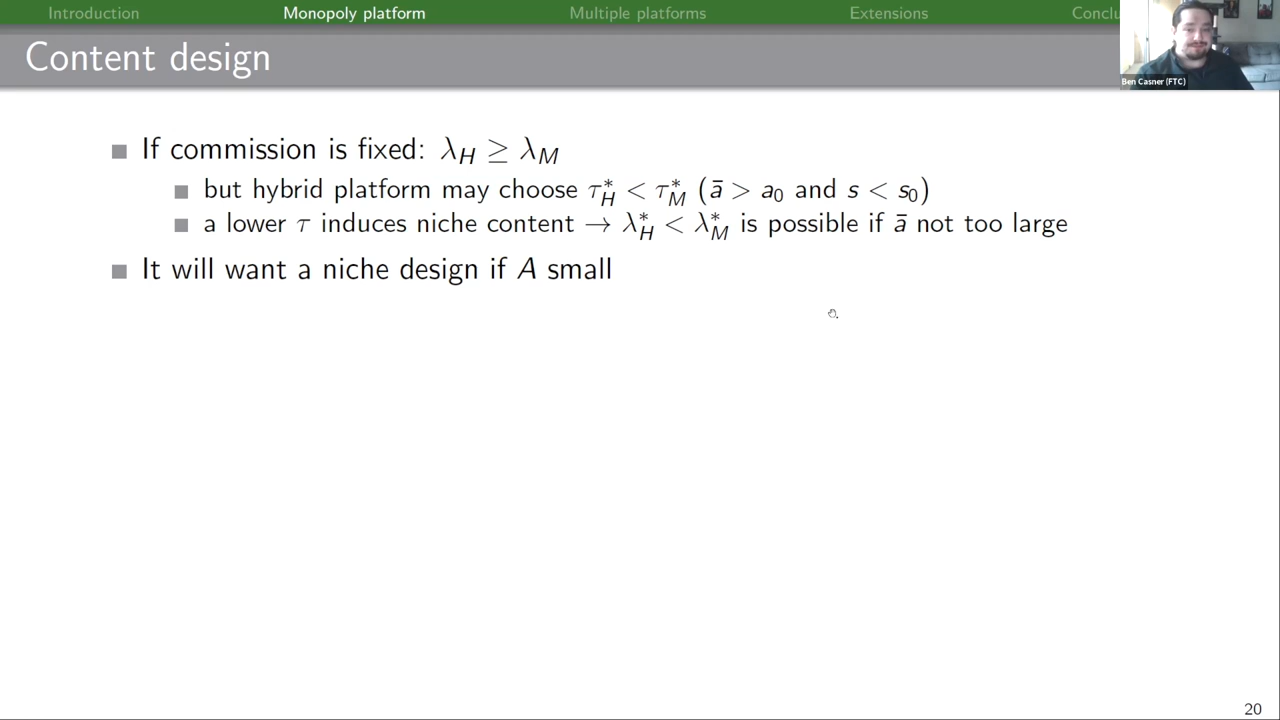 Introduction Monopoly platform Multiple platforms Extensions Conclu
Content design
Ben Casner (FTC)
If commission is fixed: λ_H ≥ λ_M
but hybrid platform may choose τ*_H < τ*_M (ā > a₀ and s < s₀)
a lower τ induces niche content → λ*_H < λ*_M is possible if ā not too large
It will want a niche design if A small
20